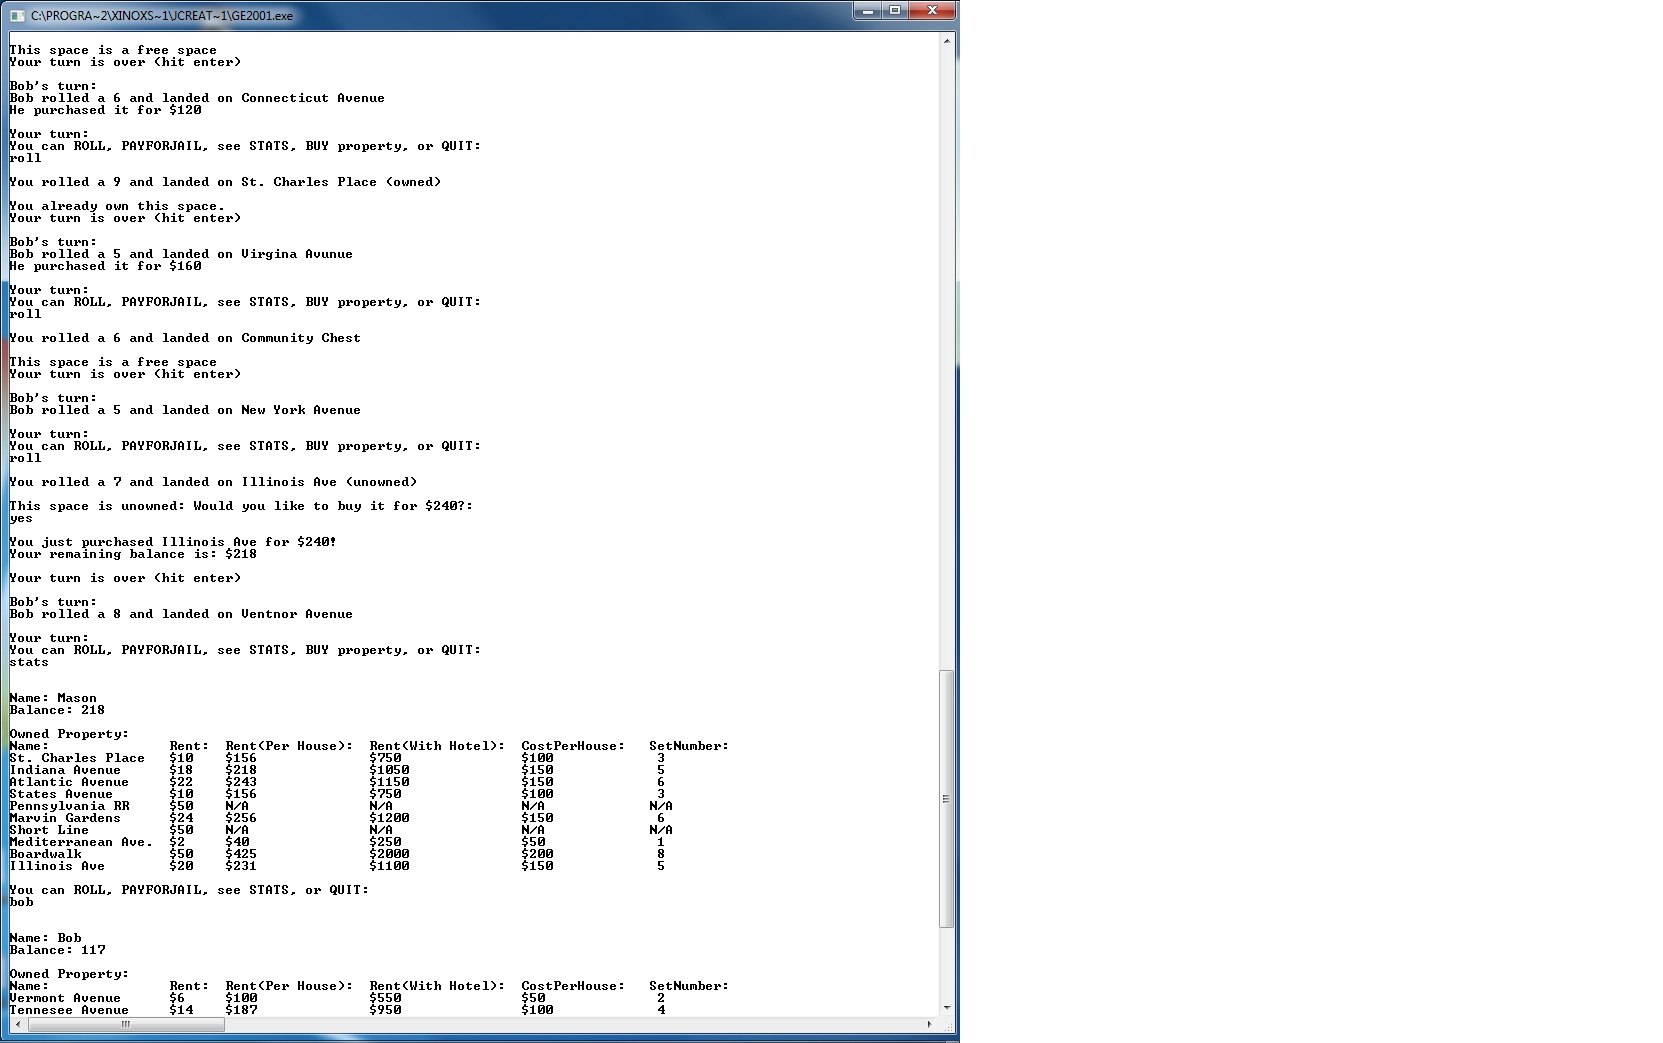 C:\PROGRA~2\XINOXS~1\JCREAT~1\GE2001.exe
This space is a free space
Your turn is over (hit enter)
Bob's turn:
Bob rolled a 6 and landed on Connecticut Avenue
He purchased it for $120
Your turn:
You can ROLL, PAYFORJAIL, see STATS, BUY property, or QUIT:
roll
You rolled a 9 and landed on St. Charles Place (owned)
You already own this space.
Your turn is over (hit enter)
Bob's turn:
Bob rolled a 5 and landed on Virgina Avunue
He purchased it for $160
Your turn:
You can ROLL, PAYFORJAIL, see STATS, BUY property, or QUIT:
roll
You rolled a 6 and landed on Community Chest
This space is a free space
Your turn is over (hit enter)
Bob's turn:
Bob rolled a 5 and landed on New York Avenue
Your turn:
You can ROLL, PAYFORJAIL, see STATS, BUY property, or QUIT:
roll
You rolled a 7 and landed on Illinois Ave (unowned)
This space is unowned: Would you like to buy it for $240?:
yes
You just purchased Illinois Ave for $240!
Your remaining balance is: $218
Your turn is over (hit enter)
Bob's turn:
Bob rolled a 8 and landed on Ventnor Avenue
Your turn:
You can ROLL, PAYFORJAIL, see STATS, BUY property, or QUIT:
stats
Name: Mason
Balance: 218
Owned Property:
Name: Rent: Rent(Per House): Rent(With Hotel): CostPerHouse: SetNumber:
St. Charles Place $10 $156 $750 $100 3
Indiana Avenue $18 $218 $1050 $150 5
Atlantic Avenue $22 $243 $1150 $150 6
States Avenue $10 $156 $750 $100 3
Pennsylvania RR $50 N/A N/A N/A N/A
Marvin Gardens $24 $256 $1200 $150 6
Short Line $50 N/A N/A N/A N/A
Mediterranean Ave. $2 $40 $250 $50 1
Boardwalk $50 $425 $2000 $200 8
Illinois Ave $20 $231 $1100 $150 5
You can ROLL, PAYFORJAIL, see STATS, or QUIT:
bob
Name: Bob
Balance: 117
Owned Property:
Name: Rent: Rent(Per House): Rent(With Hotel): CostPerHouse: SetNumber:
Vermont Avenue $6 $100 $550 $50 2
Tennesee Avenue $14 $187 $950 $100 4